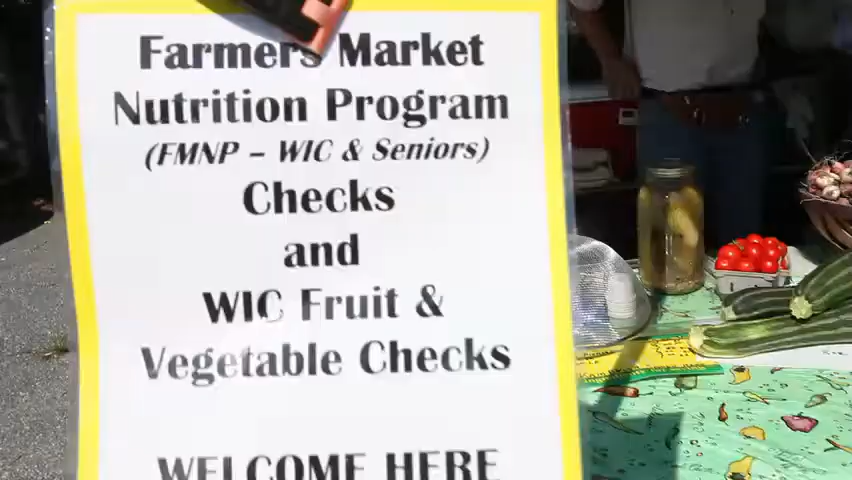 Farmers Market
Nutrition Program
(FMNP – WIC & Seniors)
Checks
and
WIC Fruit &
Vegetable Checks
WELCOME HERE